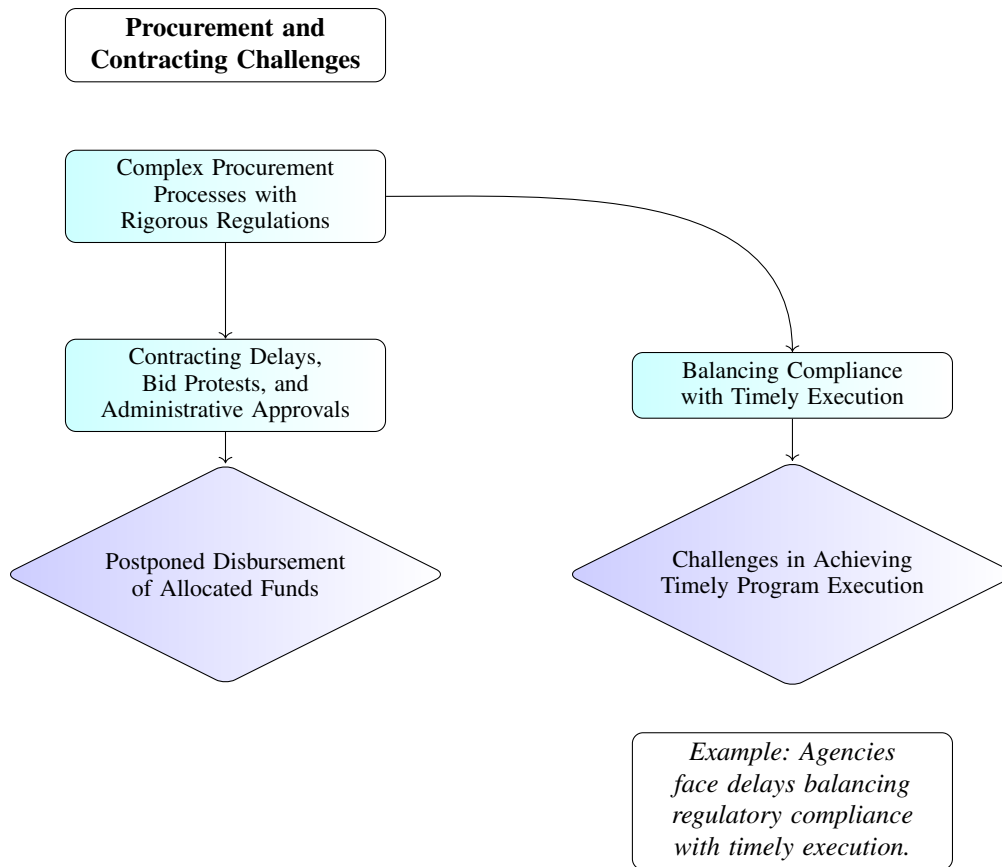 Procurement and
Contracting Challenges
Complex Procurement
Processes with
Rigorous Regulations
Contracting Delays,
Bid Protests, and
Administrative Approvals
Balancing Compliance
with Timely Execution
Postponed Disbursement
of Allocated Funds
Challenges in Achieving
Timely Program Execution
Example: Agencies
face delays balancing
regulatory compliance
with timely execution.